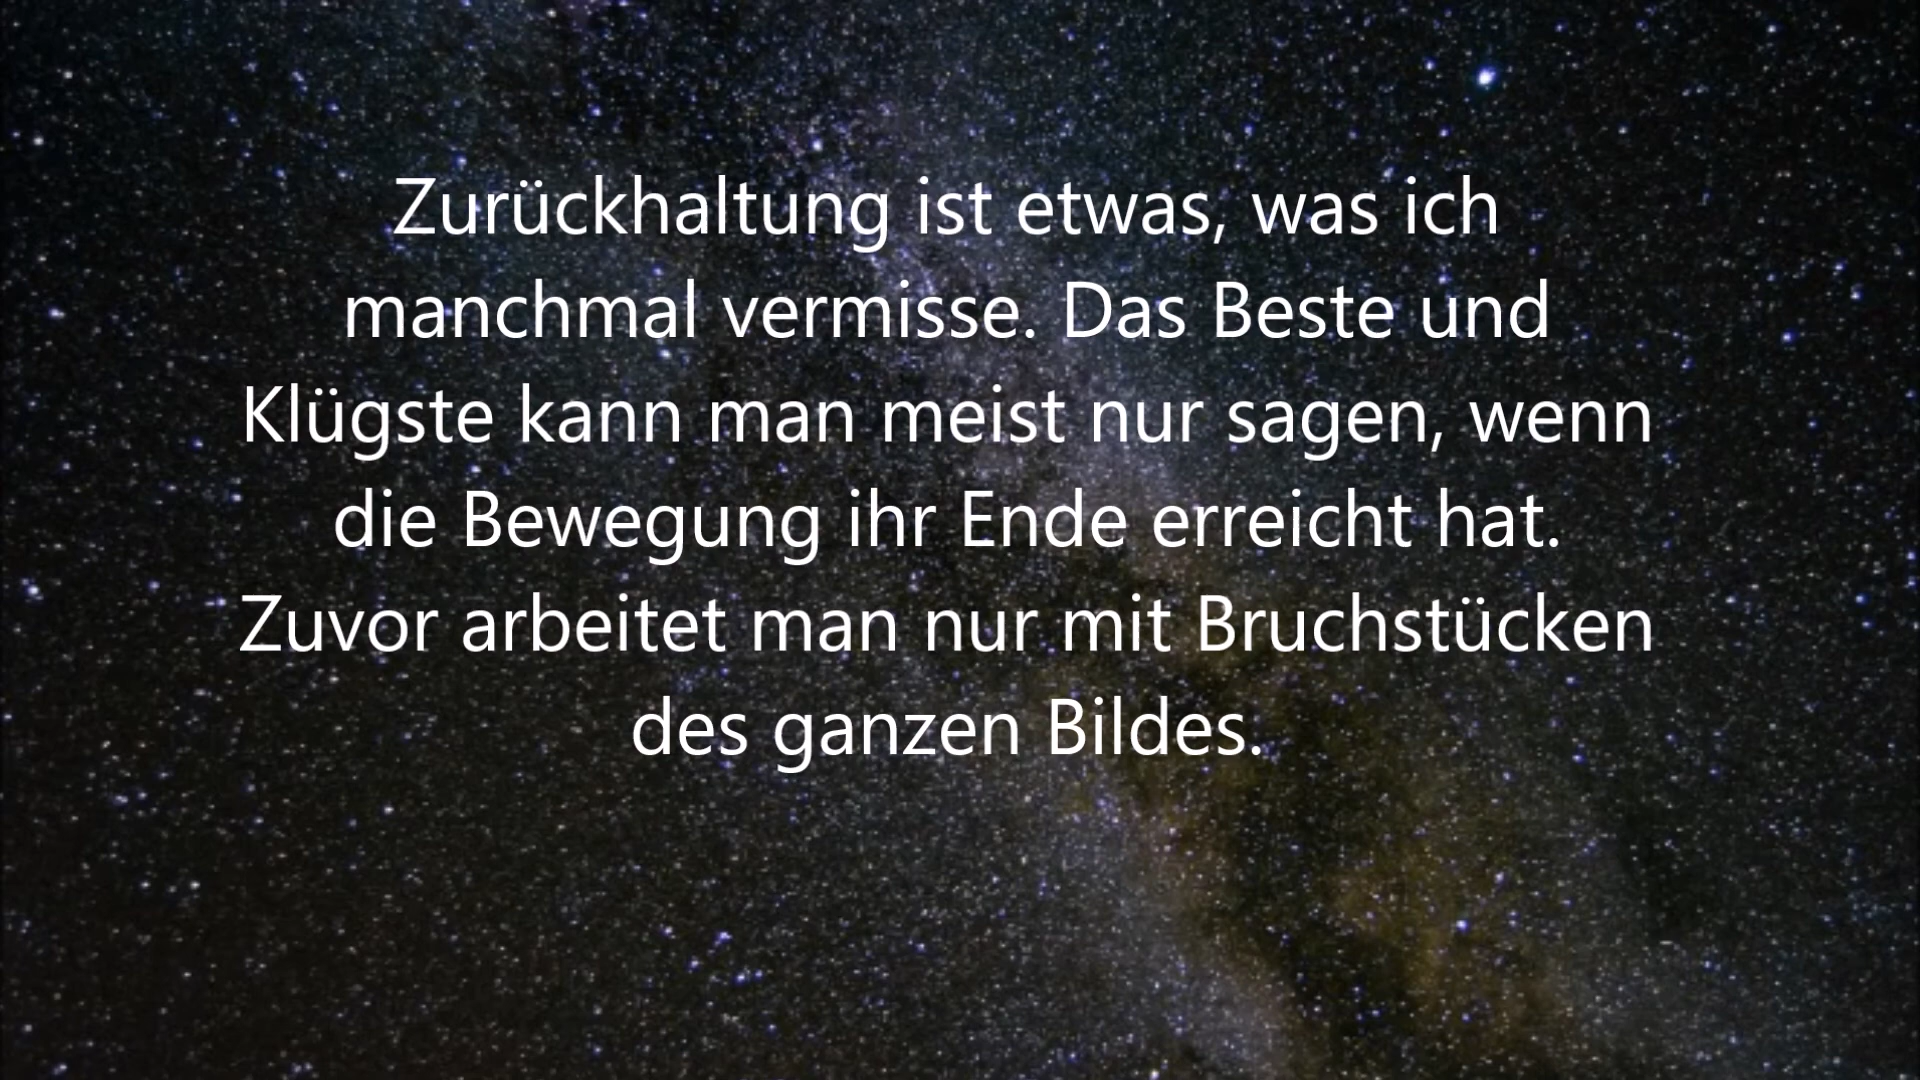 Zurückhaltung ist etwas, was ich
manchmal vermisse. Das Beste und
Klügste kann man meist nur sagen, wenn
die Bewegung ihr Ende erreicht hat.
Zuvor arbeitet man nur mit Bruchstücken
des ganzen Bildes.